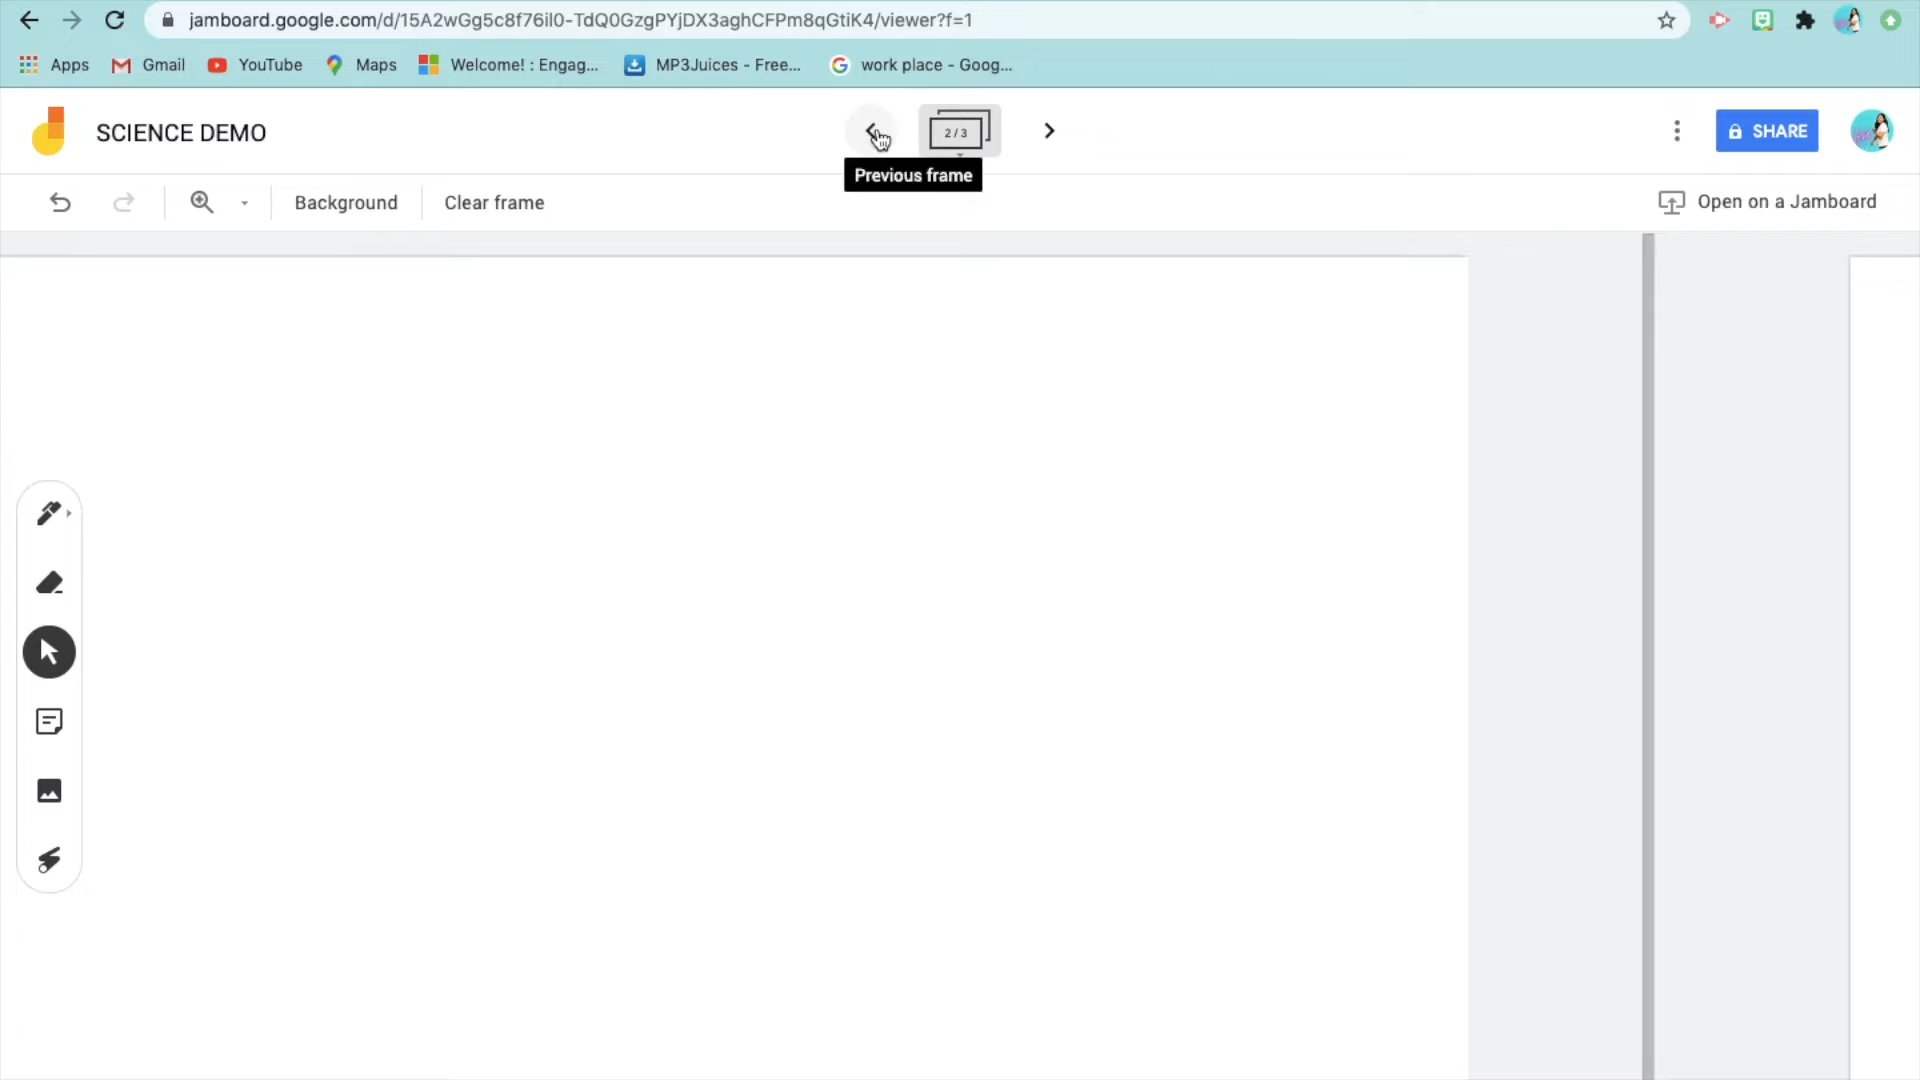 jamboard.google.com/d/15A2wGg5c8f76il0-TdQ0GzgPYjDX3aghCFPm8qGtiK4/viewer?f=1
Apps Gmail YouTube Maps Welcome! : Engag... MP3Juices - Free... work place - Goog...
SCIENCE DEMO 2 / 3 SHARE
Previous frame
Background Clear frame Open on a Jamboard